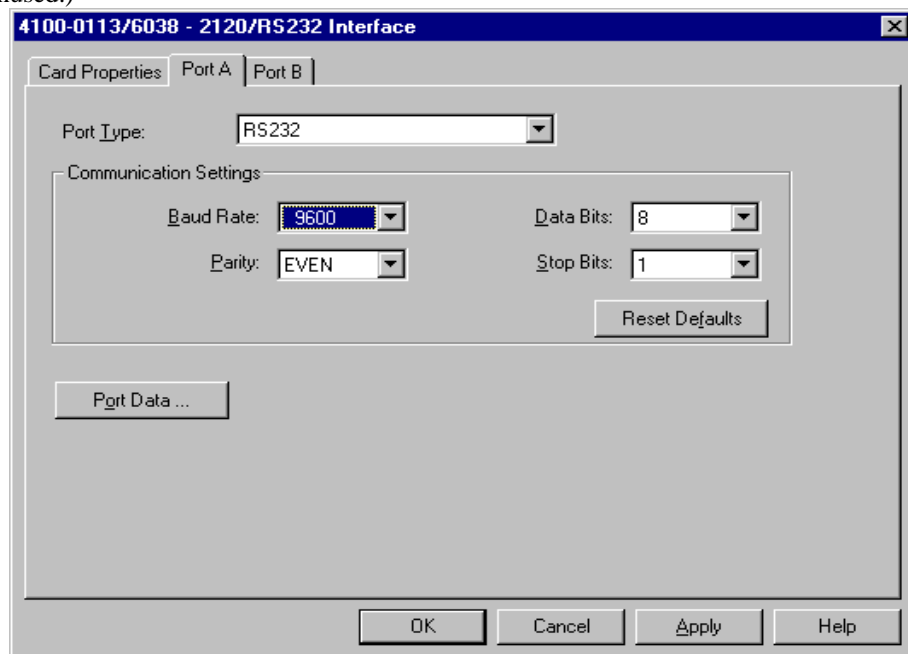 4100-0113/6038 - 2120/RS232 Interface
Card Properties Port A Port B
Port Type: RS232
Communication Settings
Baud Rate: 9600 Data Bits: 8
Parity: EVEN Stop Bits: 1
Reset Defaults
Port Data ...
OK Cancel Apply Help